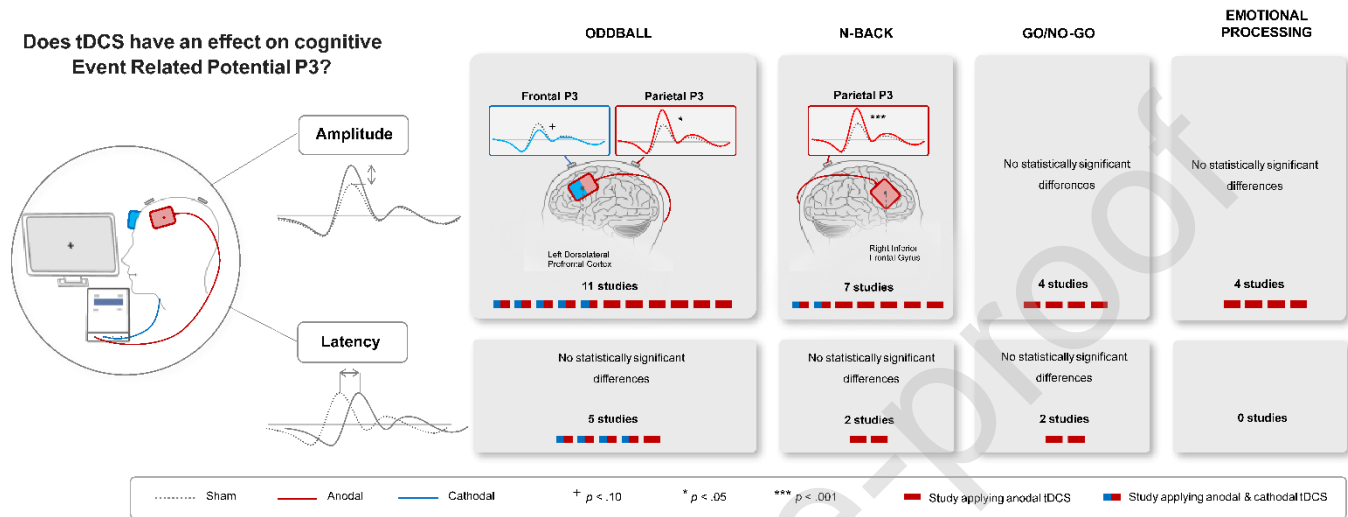 Does tDCS have an effect on cognitive
Event Related Potential P3?
Amplitude
Latency
ODDBALL
N-BACK
GO/NO-GO
EMOTIONAL
PROCESSING
Frontal P3
+
Parietal P3
*
Left Dorsolateral
Prefrontal Cortex
11 studies
Parietal P3
***
Right Inferior
Frontal Gyrus
7 studies
No statistically significant
differences
4 studies
No statistically significant
differences
4 studies
No statistically significant
differences
5 studies
No statistically significant
differences
2 studies
No statistically significant
differences
2 studies
0 studies
Sham
Anodal
Cathodal
+ p < .10
* p < .05
*** p < .001
Study applying anodal tDCS
Study applying anodal & cathodal tDCS
a-proof